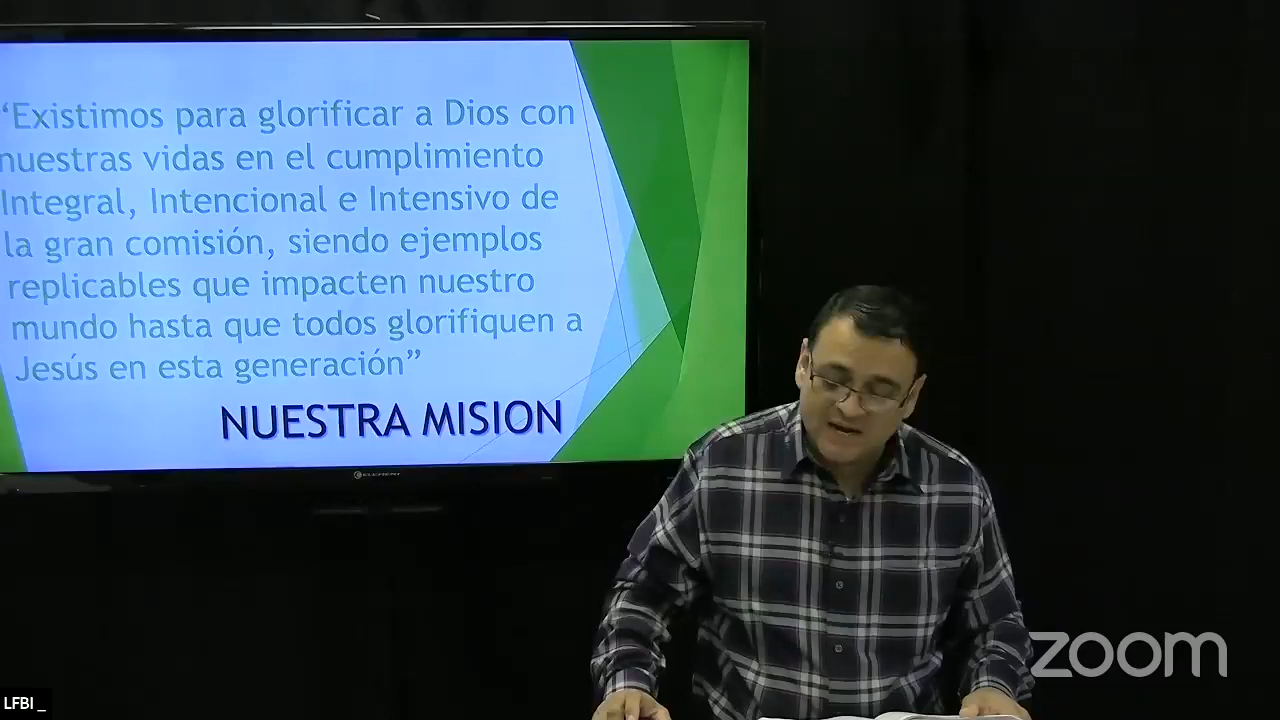 “Existimos para glorificar a Dios con
nuestras vidas en el cumplimiento
Integral, Intencional e Intensivo de
la gran comisión, siendo ejemplos
replicables que impacten nuestro
mundo hasta que todos glorifiquen a
Jesús en esta generación”
NUESTRA MISION
ELEMENT
zoom
LFBI _